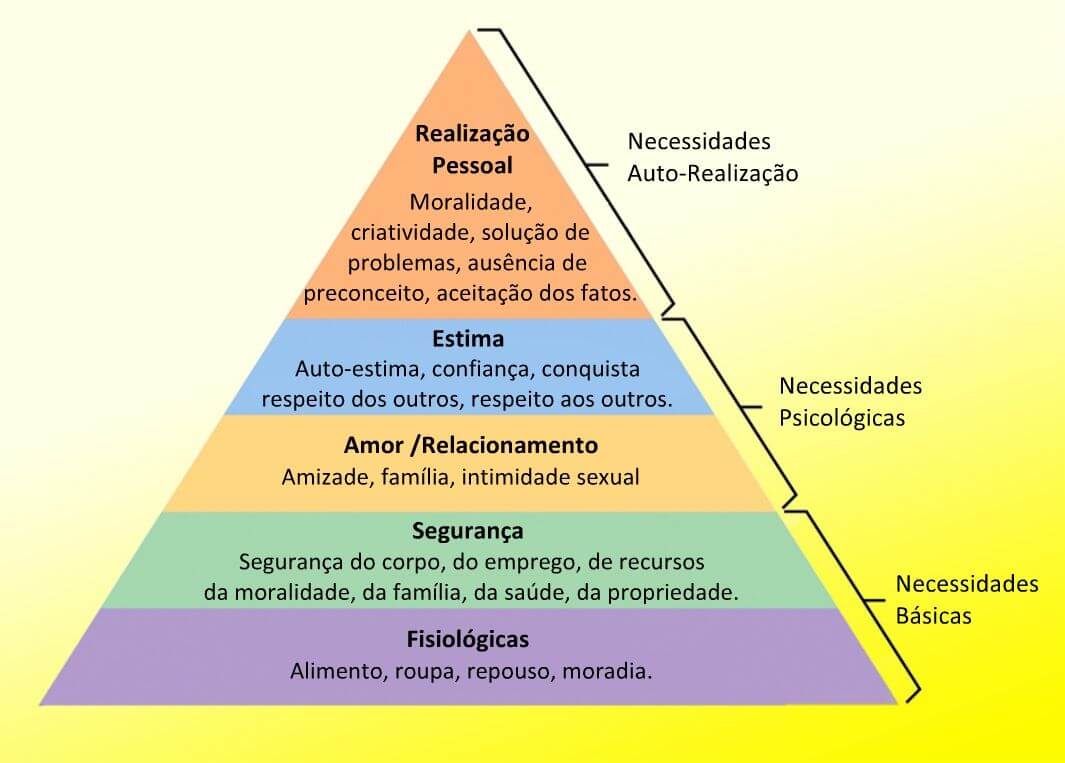 Realização
Pessoal
Moralidade,
criatividade, solução de
problemas, ausência de
preconceito, aceitação dos fatos.
Necessidades
Auto-Realização
Estima
Auto-estima, confiança, conquista
respeito dos outros, respeito aos outros.
Necessidades
Psicológicas
Amor /Relacionamento
Amizade, família, intimidade sexual
Segurança
Segurança do corpo, do emprego, de recursos
da moralidade, da família, da saúde, da propriedade.
Necessidades
Básicas
Fisiológicas
Alimento, roupa, repouso, moradia.